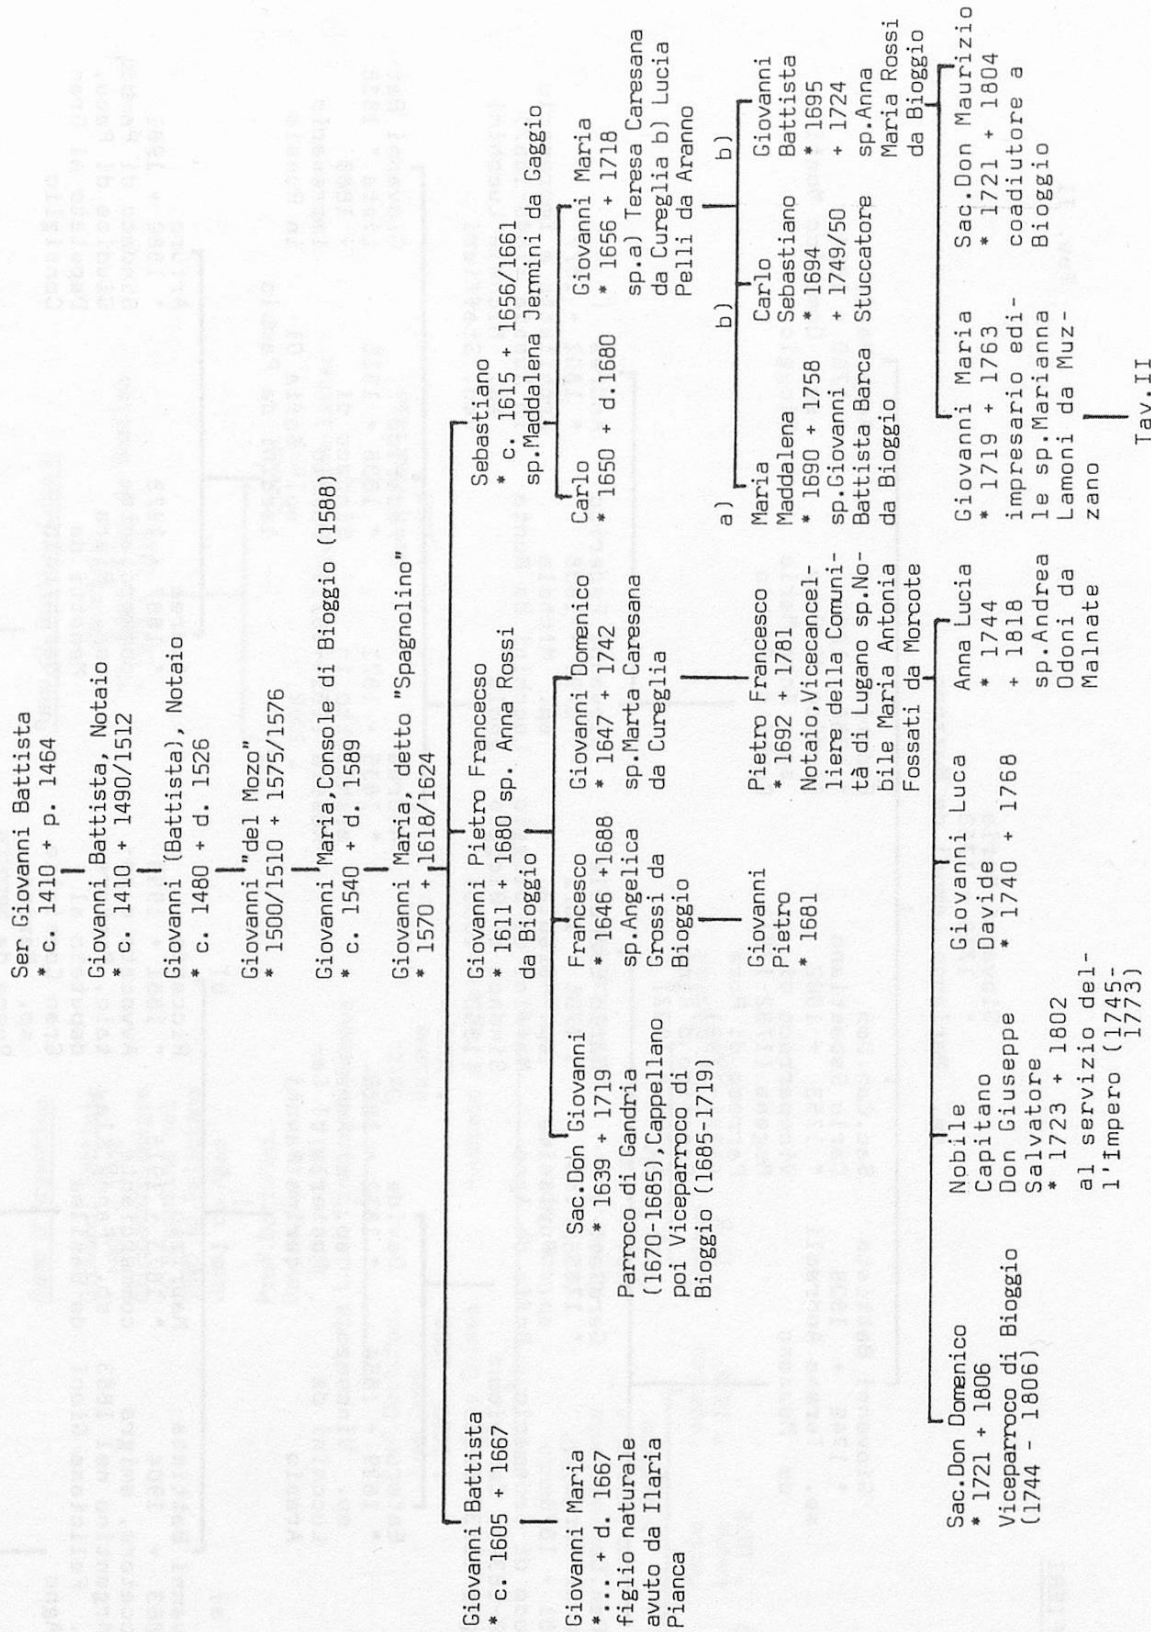 Ser Giovanni Battista
* c. 1410 + p. 1464
Giovanni Battista, Notaio
* c. 1410 + 1490/1512
Giovanni (Battista), Notaio
* c. 1480 + d. 1526
Giovanni "del Mozo"
* 1500/1510 + 1575/1576
Giovanni Maria,Console di Bioggio (1588)
* c. 1540 + d. 1589
Giovanni Maria, detto "Spagnolino"
* 1570 + 1618/1624
Giovanni Battista
* c. 1605 + 1667
Giovanni Pietro Francecso
* 1611 + 1680 sp. Anna Rossi
da Bioggio
Sebastiano
* c. 1615 + 1656/1661
sp.Maddalena Jermini da Gaggio
Giovanni Maria
*... + d. 1667
figlio naturale
avuto da Ilaria
Pianca
Sac.Don Giovanni
* 1639 + 1719
Parroco di Gandria
(1670-1685),Cappellano
poi Viceparroco di
Bioggio (1685-1719)
Francesco
* 1646 +1688
sp.Angelica
Grossi da
Bioggio
Giovanni Domenico
* 1647 + 1742
sp.Marta Caresana
da Cureglia
Carlo
* 1650 + d.1680
Giovanni Maria
* 1656 + 1718
sp.a) Teresa Caresana
da Cureglia b) Lucia
Pelli da Aranno
Giovanni
Pietro
* 1681
Pietro Francesco
* 1692 + 1781
Notaio,Vicecancel-
liere della Comuni-
tà di Lugano sp.No-
bile Maria Antonia
Fossati da Morcote
a)
Maria
Maddalena
* 1690 + 1758
sp.Giovanni
Battista Barca
da Bioggio
b)
Carlo
Sebastiano
* 1694
+ 1749/50
Stuccatore
b)
Giovanni
Battista
* 1695
+ 1724
sp.Anna
Maria Rossi
da Bioggio
Sac.Don Domenico
* 1721 + 1806
Viceparroco di Bioggio
(1744 - 1806)
Nobile
Capitano
Don Giuseppe
Salvatore
* 1723 + 1802
al servizio del-
l'Impero (1745-
1773)
Giovanni Luca
Davide
* 1740 + 1768
Anna Lucia
* 1744
+ 1818
sp.Andrea
Odoni da
Malnate
Giovanni Maria
* 1719 + 1763
impresario edi-
le sp.Marianna
Lamoni da Muz-
zano
Sac.Don Maurizio
* 1721 + 1804
coadiutore a
Bioggio
Tav.II